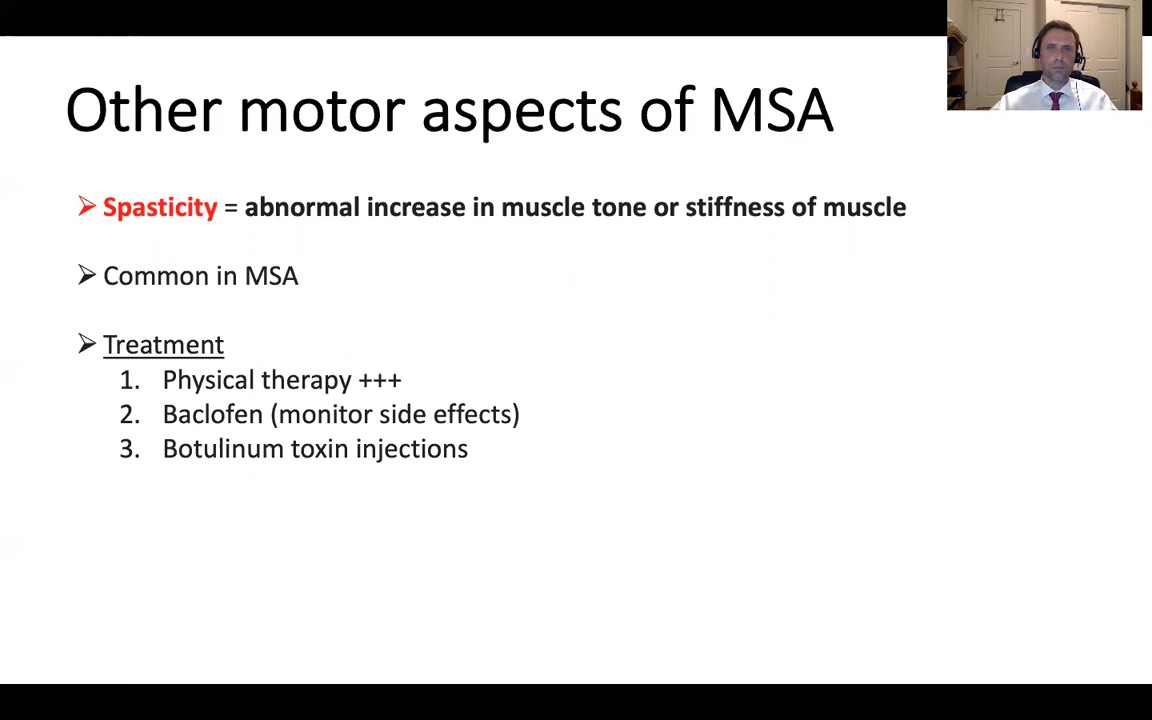 Other motor aspects of MSA
➢ Spasticity = abnormal increase in muscle tone or stiffness of muscle
➢ Common in MSA
➢ Treatment
1. Physical therapy +++
2. Baclofen (monitor side effects)
3. Botulinum toxin injections